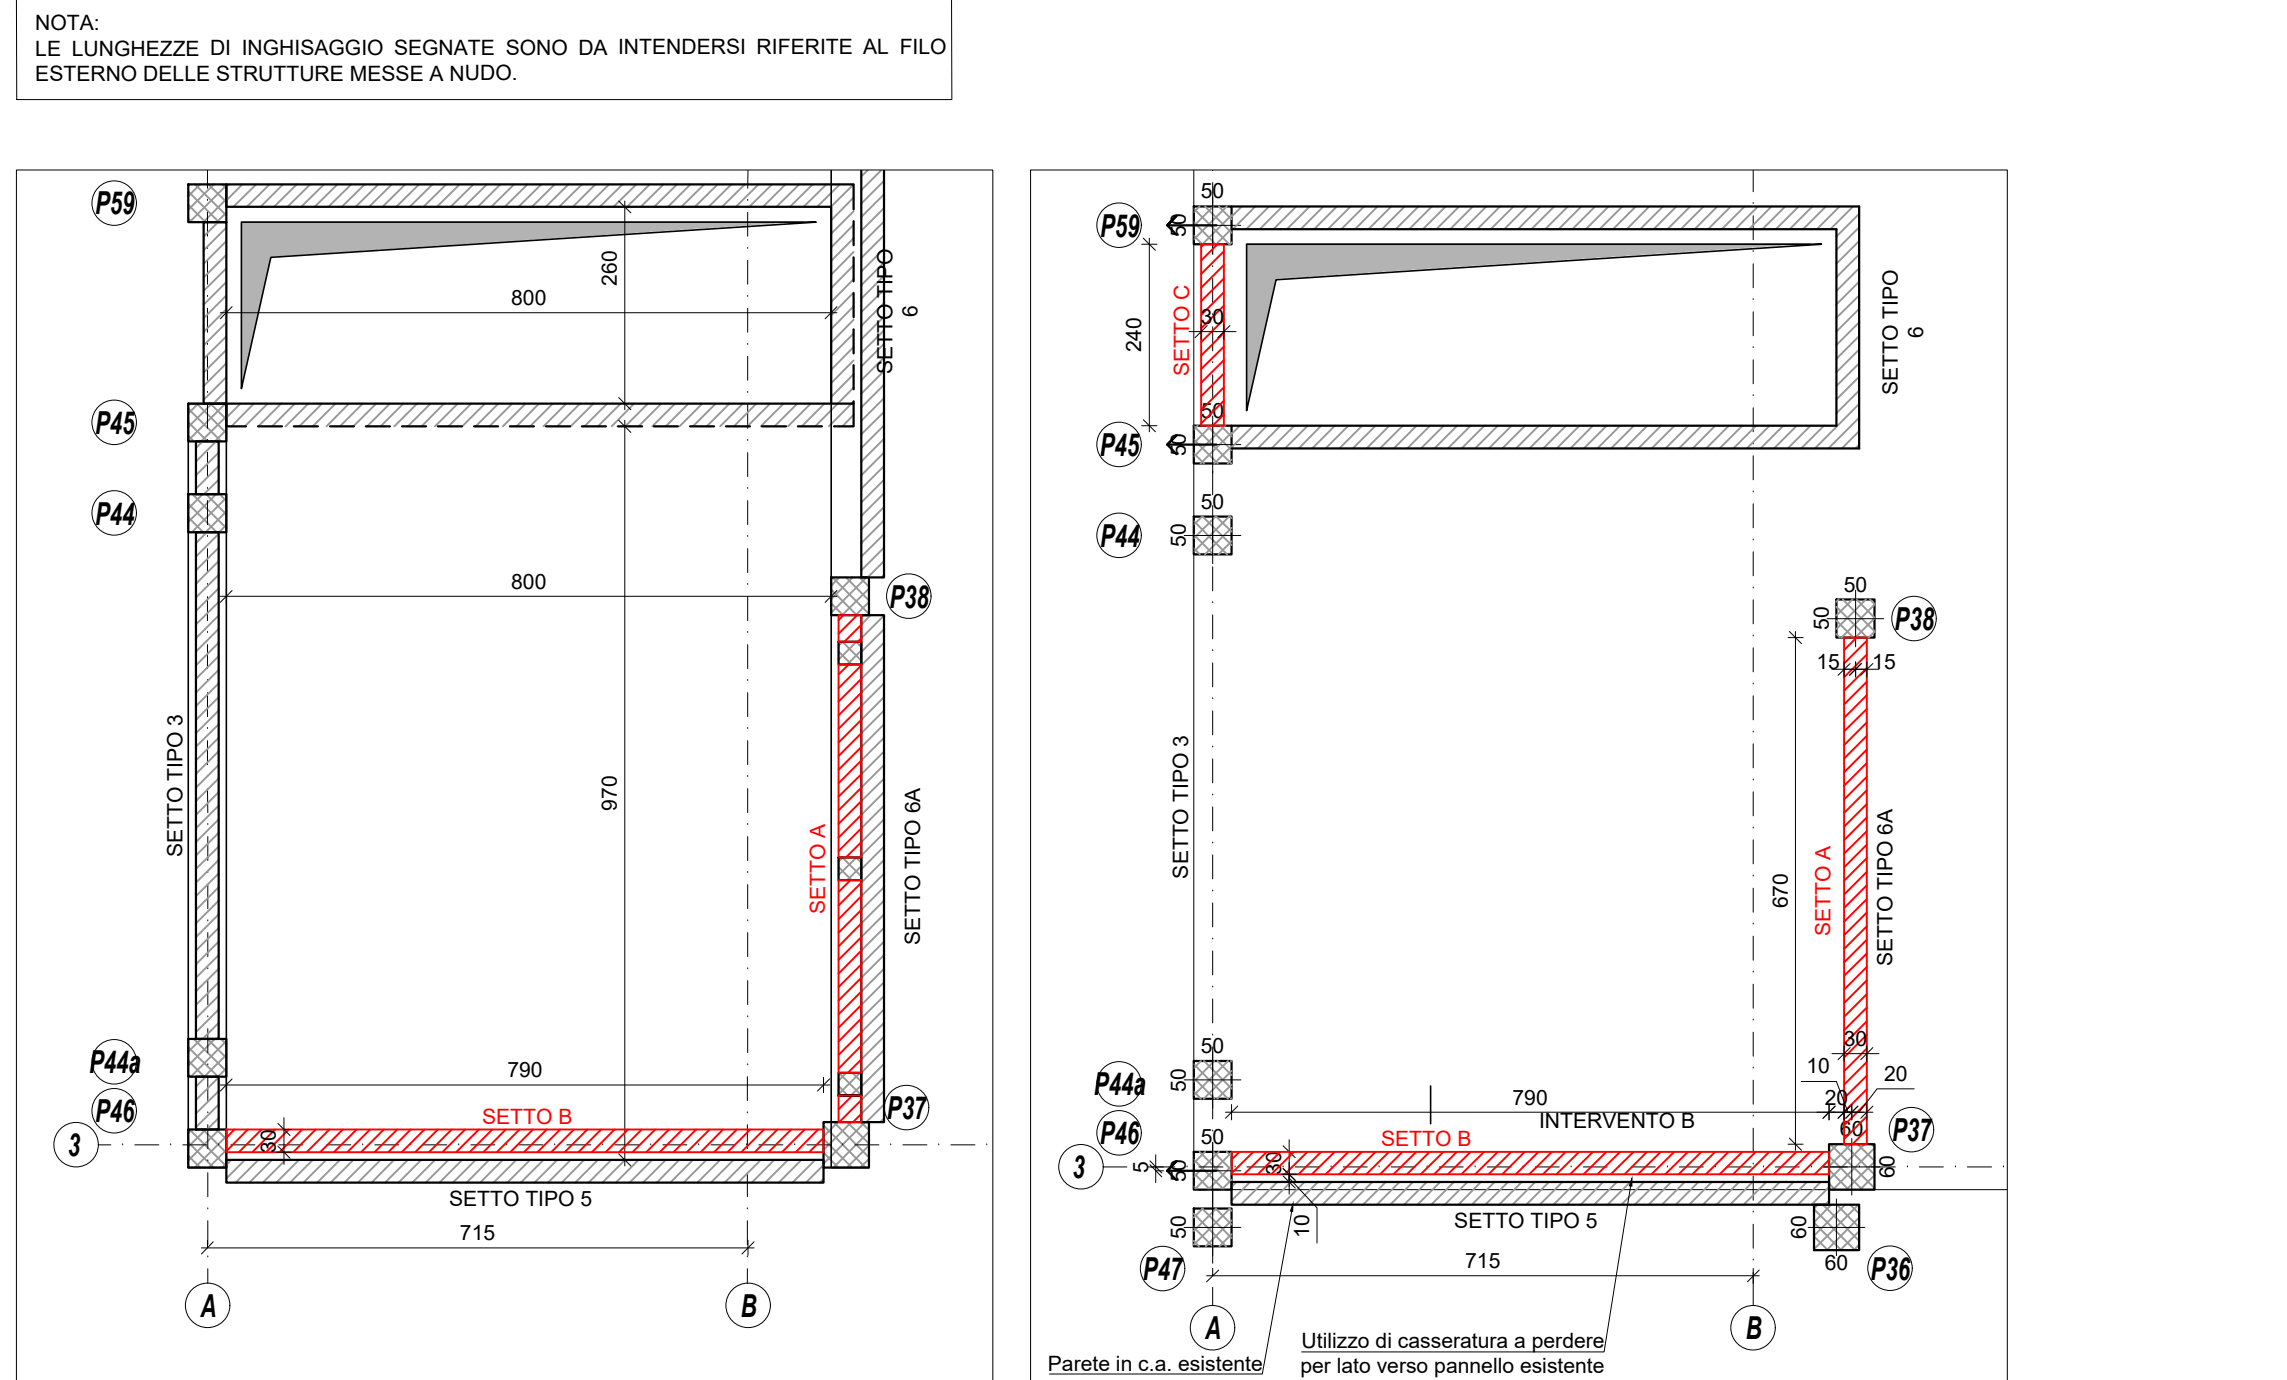 NOTA:
LE LUNGHEZZE DI INGHISAGGIO SEGNATE SONO DA INTENDERSI RIFERITE AL FILO
ESTERNO DELLE STRUTTURE MESSE A NUDO.
P59
260
800
SETTO TIPO
6
P45
P44
800
P38
SETTO TIPO 3
970
SETTO A
SETTO TIPO 6A
P44a
790
P46
SETTO B
P37
3
30
SETTO TIPO 5
715
A
B
50
P59
50
SETTO C
240
30
SETTO TIPO
6
50
P45
50
50
P44
50
50
50
P38
15
15
SETTO TIPO 3
670
SETTO A
SETTO TIPO 6A
30
50
10
P44a
50
20
790
20
INTERVENTO B
P46
50
SETTO B
60
P37
3
5
50
30
60
SETTO TIPO 5
50
10
60
P47
715
60
P36
A
B
Utilizzo di casseratura a perdere
per lato verso pannello esistente
Parete in c.a. esistente